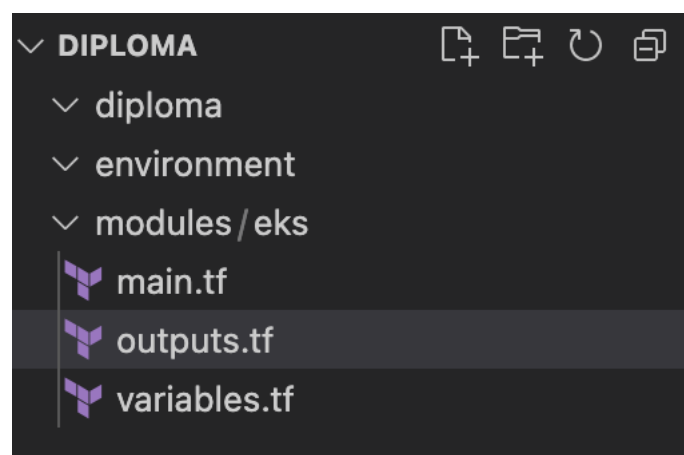 DIPLOMA
diploma
environment
modules/eks
main.tf
outputs.tf
variables.tf